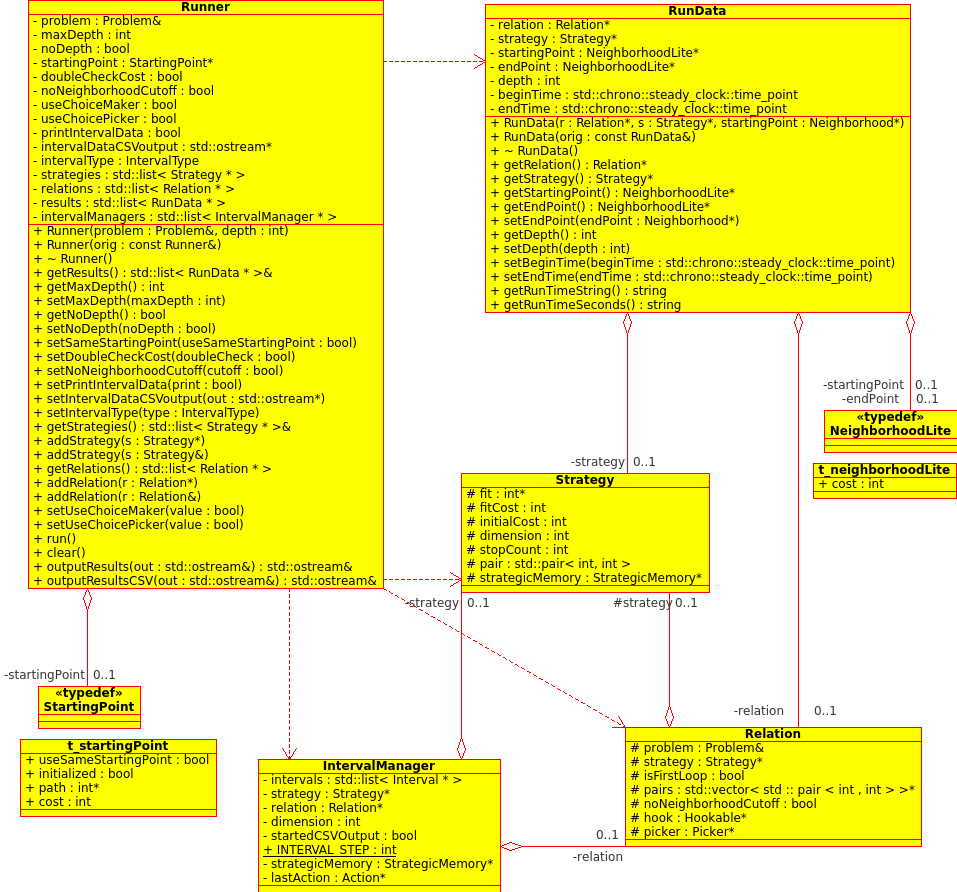 Runner
- problem : Problem&
- maxDepth : int
- noDepth : bool
- startingPoint : StartingPoint*
- doubleCheckCost : bool
- noNeighborhoodCutoff : bool
- useChoiceMaker : bool
- useChoicePicker : bool
- printIntervalData : bool
- intervalDataCSVoutput : std::ostream*
- intervalType : IntervalType
- strategies : std::list< Strategy * >
- relations : std::list< Relation * >
- results : std::list< RunData * >
- intervalManagers : std::list< IntervalManager * >
+ Runner(problem : Problem&, depth : int)
+ Runner(orig : const Runner&)
+ ~ Runner()
+ getResults() : std::list< RunData * >&
+ getMaxDepth() : int
+ setMaxDepth(maxDepth : int)
+ getNoDepth() : bool
+ setNoDepth(noDepth : bool)
+ setSameStartingPoint(useSameStartingPoint : bool)
+ setDoubleCheckCost(doubleCheck : bool)
+ setNoNeighborhoodCutoff(cutoff : bool)
+ setPrintIntervalData(print : bool)
+ setIntervalDataCSVoutput(out : std::ostream*)
+ setIntervalType(type : IntervalType)
+ getStrategies() : std::list< Strategy * >&
+ addStrategy(s : Strategy*)
+ addStrategy(s : Strategy&)
+ getRelations() : std::list< Relation * >
+ addRelation(r : Relation*)
+ addRelation(r : Relation&)
+ setUseChoiceMaker(value : bool)
+ setUseChoicePicker(value : bool)
+ run()
+ clear()
+ outputResults(out : std::ostream&) : std::ostream&
+ outputResultsCSV(out : std::ostream&) : std::ostream&
RunData
- relation : Relation*
- strategy : Strategy*
- startingPoint : NeighborhoodLite*
- endPoint : NeighborhoodLite*
- depth : int
- beginTime : std::chrono::steady_clock::time_point
- endTime : std::chrono::steady_clock::time_point
+ RunData(r : Relation*, s : Strategy*, startingPoint : Neighborhood*)
+ RunData(orig : const RunData&)
+ ~ RunData()
+ getRelation() : Relation*
+ getStrategy() : Strategy*
+ getStartingPoint() : NeighborhoodLite*
+ getEndPoint() : NeighborhoodLite*
+ setEndPoint(endPoint : Neighborhood*)
+ getDepth() : int
+ setDepth(depth : int)
+ setBeginTime(beginTime : std::chrono::steady_clock::time_point)
+ setEndTime(endTime : std::chrono::steady_clock::time_point)
+ getRunTimeString() : string
+ getRunTimeSeconds() : string
-startingPoint 0..1
-endPoint 0..1
«typedef»
NeighborhoodLite
t_neighborhoodLite
+ cost : int
-strategy 0..1
Strategy
# fit : int*
# fitCost : int
# initialCost : int
# dimension : int
# stopCount : int
# pair : std::pair< int, int >
# strategicMemory : StrategicMemory*
-strategy 0..1
#strategy 0..1
-startingPoint 0..1
«typedef»
StartingPoint
t_startingPoint
+ useSameStartingPoint : bool
+ initialized : bool
+ path : int*
+ cost : int
-relation 0..1
Relation
# problem : Problem&
# strategy : Strategy*
# isFirstLoop : bool
# pairs : std::vector< std :: pair < int , int > >*
# noNeighborhoodCutoff : bool
# hook : Hookable*
# picker : Picker*
IntervalManager
- intervals : std::list< Interval * >
- strategy : Strategy*
- relation : Relation*
- dimension : int
- startedCSVOutput : bool
+ INTERVAL_STEP : int
- strategicMemory : StrategicMemory*
- lastAction : Action*
0..1
-relation